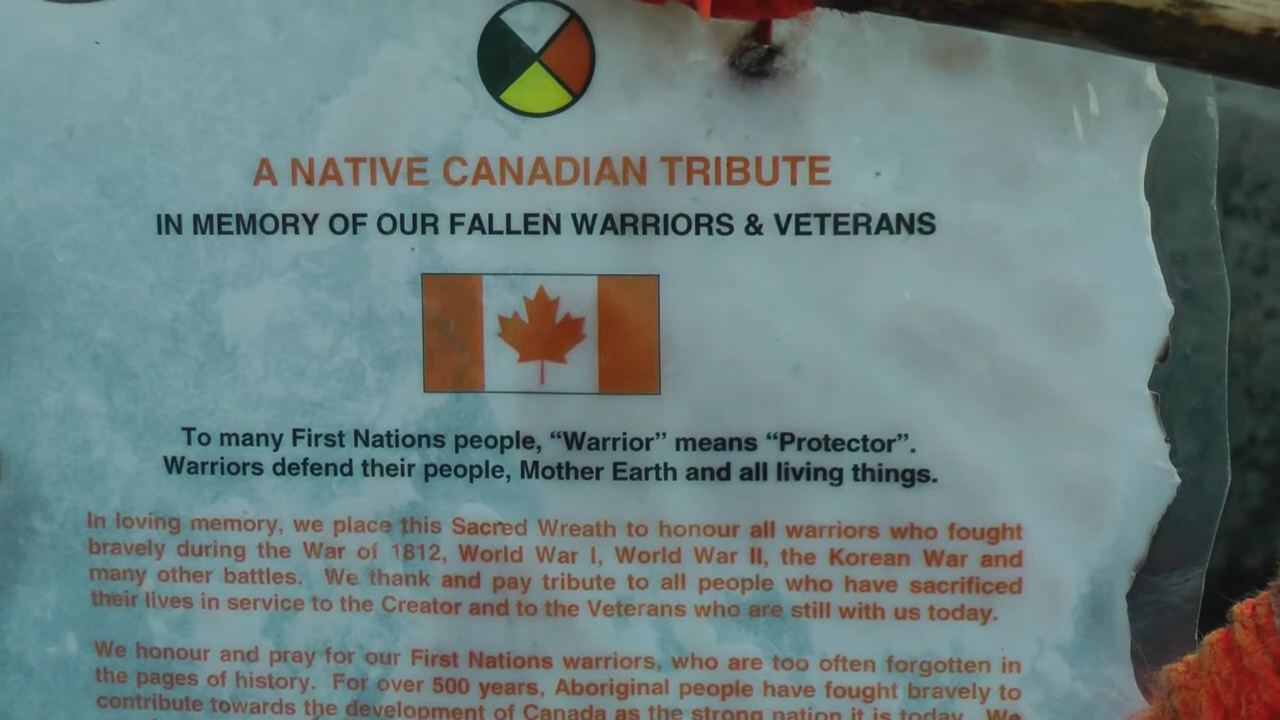 A NATIVE CANADIAN TRIBUTE
IN MEMORY OF OUR FALLEN WARRIORS & VETERANS
To many First Nations people, “Warrior” means “Protector”.
Warriors defend their people, Mother Earth and all living things.
In loving memory, we place this Sacred Wreath to honour all warriors who fought
bravely during the War of 1812, World War I, World War II, the Korean War and
many other battles. We thank and pay tribute to all people who have sacrificed
their lives in service to the Creator and to the Veterans who are still with us today.
We honour and pray for our First Nations warriors, who are too often forgotten in
the pages of history. For over 500 years, Aboriginal people have fought bravely to
contribute towards the development of Canada as the strong nation it is today. We